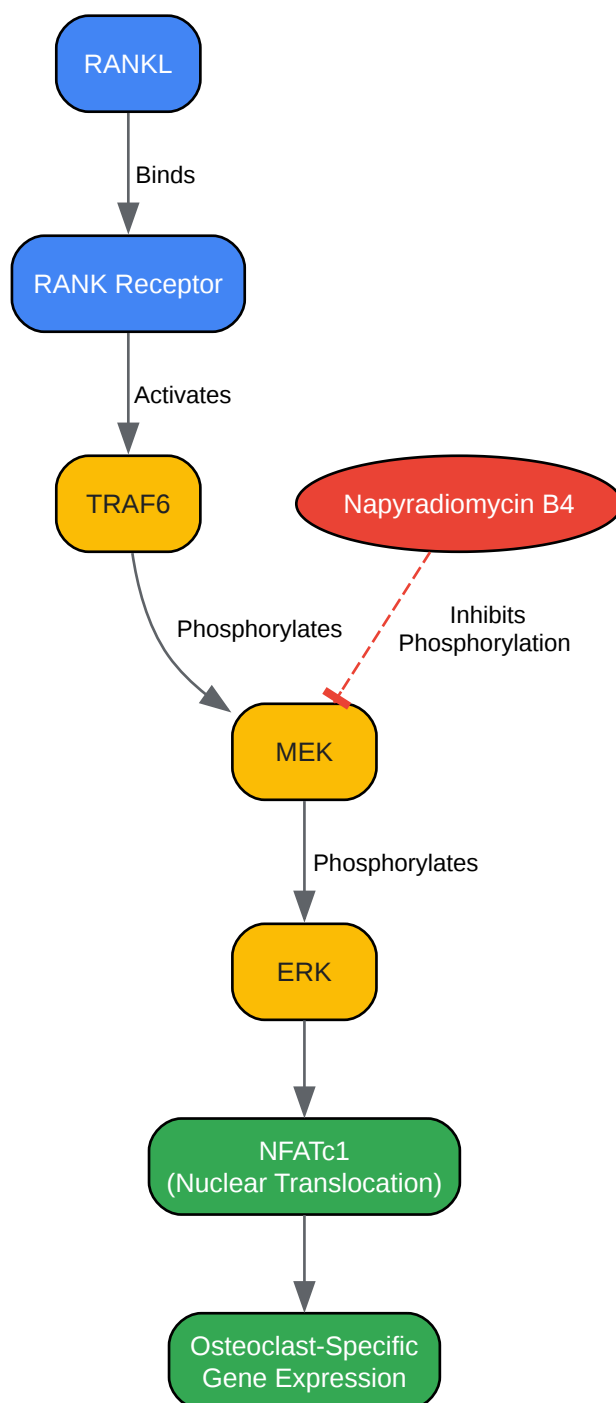 RANKL
Binds
RANK Receptor
Activates
TRAF6
Napyradiomycin B4
Phosphorylates
Inhibits
Phosphorylation
MEK
Phosphorylates
ERK
NFATc1
(Nuclear Translocation)
Osteoclast-Specific
Gene Expression